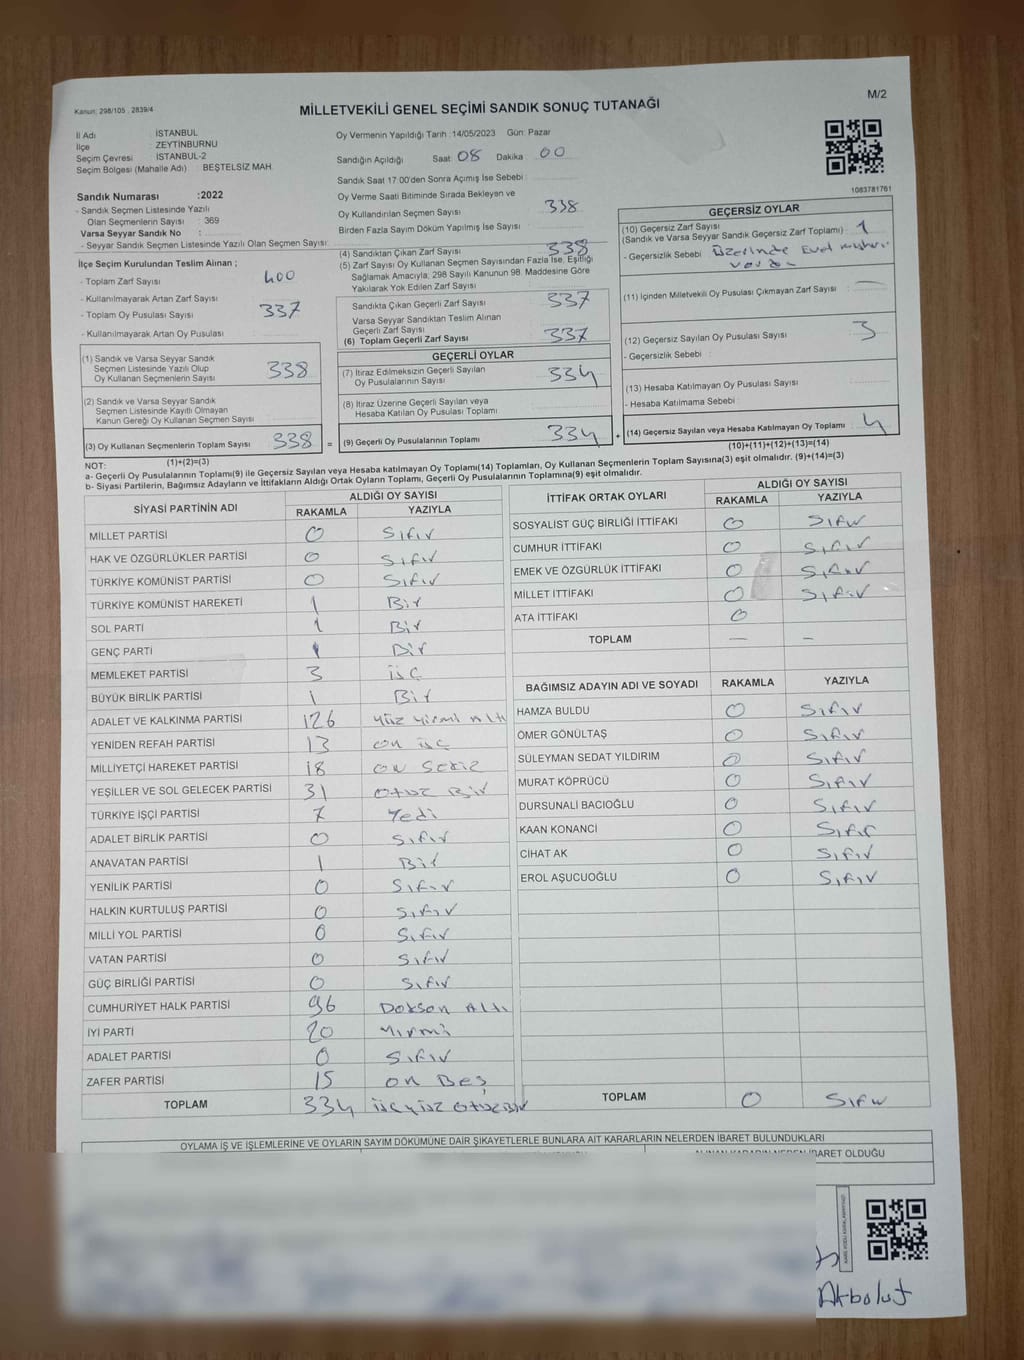 Kanun: 298/105 , 2839/4
MİLLETVEKİLİ GENEL SEÇİMİ SANDIK SONUÇ TUTANAĞI
M/2
İl Adı : İSTANBUL
İlçe : ZEYTİNBURNU
Seçim Çevresi : İSTANBUL-2
Seçim Bölgesi (Mahalle Adı) : BEŞTELSİZ MAH.
Sandık Numarası :2022
- Sandık Seçmen Listesinde Yazılı
Olan Seçmenlerin Sayısı : 369
Varsa Seyyar Sandık No :
- Seyyar Sandık Seçmen Listesinde Yazılı Olan Seçmen Sayısı:
İlçe Seçim Kurulundan Teslim Alınan ;
- Toplam Zarf Sayısı : 400
- Kullanılmayarak Artan Zarf Sayısı :
- Toplam Oy Pusulası Sayısı : 337
- Kullanılmayarak Artan Oy Pusulası :
(1) Sandık ve Varsa Seyyar Sandık
Seçmen Listesinde Yazılı Olup
Oy Kullanan Seçmenlerin Sayısı : 338
(2) Sandık ve Varsa Seyyar Sandık
Seçmen Listesinde Kayıtlı Olmayan
Kanun Gereği Oy Kullanan Seçmen Sayısı :
(3) Oy Kullanan Seçmenlerin Toplam Sayısı : 338
(1)+(2)=(3)
Oy Vermenin Yapıldığı Tarih :14/05/2023 Gün: Pazar
Sandığın Açıldığı Saat: 08 Dakika : 00
Sandık Saat 17.00'den Sonra Açımış İse Sebebi :
Oy Verme Saati Bitiminde Sırada Bekleyen ve
Oy Kullandırılan Seçmen Sayısı : 338
Birden Fazla Sayım Döküm Yapılmış İse Sayısı :
(4) Sandıktan Çıkan Zarf Sayısı : 338
(5) Zarf Sayısı Oy Kullanan Seçmen Sayısından Fazla İse, Eşitliği
Sağlamak Amacıyla; 298 Sayılı Kanunun 98. Maddesine Göre
Yakılarak Yok Edilen Zarf Sayısı :
Sandıkta Çıkan Geçerli Zarf Sayısı : 337
Varsa Seyyar Sandıktan Teslim Alınan
Geçerli Zarf Sayısı :
(6) Toplam Geçerli Zarf Sayısı : 337
GEÇERLİ OYLAR
(7) İtiraz Edilmeksizin Geçerli Sayılan
Oy Pusulasının Sayısı : 334
(8) İtiraz Üzerine Geçerli Sayılan veya
Hesaba Katılan Oy Pusulası Toplamı :
= (9) Geçerli Oy Pusulalarının Toplamı : 334
1083781761
GEÇERSİZ OYLAR
(10) Geçersiz Zarf Sayısı
(Sandık ve Varsa Seyyar Sandık Geçersiz Zarf Toplamı) : 1
- Geçersizlik Sebebi : üzerinde Evet
(11) İçinden Milletvekili Oy Pusulası Çıkmayan Zarf Sayısı : —
(12) Geçersiz Sayılan Oy Pusulası Sayısı : 3
- Geçersizlik Sebebi :
(13) Hesaba Katılmayan Oy Pusulası Sayısı :
- Hesaba Katılmama Sebebi :
+ (14) Geçersiz Sayılan veya Hesaba Katılmayan Oy Toplamı : 4
(10)+(11)+(12)+(13)=(14)
NOT:
a- Geçerli Oy Pusulalarının Toplamı(9) ile Geçersiz Sayılan veya Hesaba katılmayan Oy Toplamı(14) Toplamları, Oy Kullanan Seçmenlerin Toplam Sayısına(3) eşit olmalıdır. (9)+(14)=(3)
b- Siyasi Partilerin, Bağımsız Adayların ve İttifakların Aldığı Ortak Oyların Toplamı, Geçerli Oy Pusulalarının Toplamına(9) eşit olmalıdır.
SİYASİ PARTİNİN ADI ALDIĞI OY SAYISI
RAKAMLA YAZIYLA
MİLLET PARTİSİ 0 Sıfır
HAK VE ÖZGÜRLÜKLER PARTİSİ 0 Sıfır
TÜRKİYE KOMÜNİST PARTİSİ 0 Sıfır
TÜRKİYE KOMÜNİST HAREKETİ 1 Bir
SOL PARTİ 1 Bir
GENÇ PARTİ 1 Bir
MEMLEKET PARTİSİ 3 üç
BÜYÜK BİRLİK PARTİSİ 1 Bir
ADALET VE KALKINMA PARTİSİ 126 Yüz Yirmi Altı
YENİDEN REFAH PARTİSİ 13 on üç
MİLLİYETÇİ HAREKET PARTİSİ 18 on sekiz
YEŞİLLER VE SOL GELECEK PARTİSİ 31 otuz Bir
TÜRKİYE İŞÇİ PARTİSİ 7 Yedi
ADALET BİRLİK PARTİSİ 0 Sıfır
ANAVATAN PARTİSİ 1 Bir
YENİLİK PARTİSİ 0 Sıfır
HALKIN KURTULUŞ PARTİSİ 0 Sıfır
MİLLİ YOL PARTİSİ 0 Sıfır
VATAN PARTİSİ 0 Sıfır
GÜÇ BİRLİĞİ PARTİSİ 0 Sıfır
CUMHURİYET HALK PARTİSİ 96 Doksan Altı
İYİ PARTİ 20 Yirmi
ADALET PARTİSİ 0 Sıfır
ZAFER PARTİSİ 15 on Beş
TOPLAM 334 üçyüz
İTTİFAK ORTAK OYLARI ALDIĞI OY SAYISI
RAKAMLA YAZIYLA
SOSYALİST GÜÇ BİRLİĞİ İTTİFAKI 0 Sıfır
CUMHUR İTTİFAKI 0 Sıfır
EMEK VE ÖZGÜRLÜK İTTİFAKI 0 Sıfır
MİLLET İTTİFAKI 0 Sıfır
ATA İTTİFAKI 0
TOPLAM — –
BAĞIMSIZ ADAYIN ADI VE SOYADI RAKAMLA YAZIYLA
HAMZA BULDU 0 Sıfır
ÖMER GÖNÜLTAŞ 0 Sıfır
SÜLEYMAN SEDAT YILDIRIM 0 Sıfır
MURAT KÖPRÜCÜ 0 Sıfır
DURSUNALİ BACIOĞLU 0 Sıfır
KAAN KONANCİ 0 Sıfır
CİHAT AK 0 Sıfır
EROL AŞUCUOĞLU 0 Sıfır
TOPLAM 0 Sıfır
OYLAMA İŞ VE İŞLEMLERİNE VE OYLARIN SAYIM DÖKÜMÜNE DAİR ŞİKAYETLERLE BUNLARA AİT KARARLARIN NELERDEN İBARET BULUNDUKLARI
OLDUĞU
Akbolut